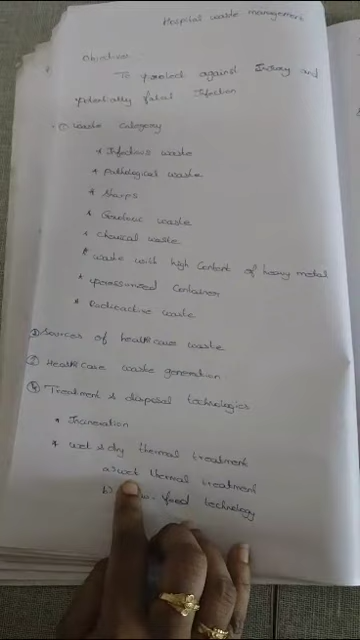 Hospital waste management
Objective
To protect against Injury and
potentially fatal Infection
① Waste category
* Infectious waste
* Pathological waste
* Sharps
* Genotoxic waste
* Chemical waste
* Waste with high Content of heavy metal
* pressurized Container
* Radioactive waste
② Sources of health care waste
③ Health care waste generation
④ Treatment & disposal technologies
* Incineration
* wet & dry thermal treatment
a) wet thermal treatment
feed technology